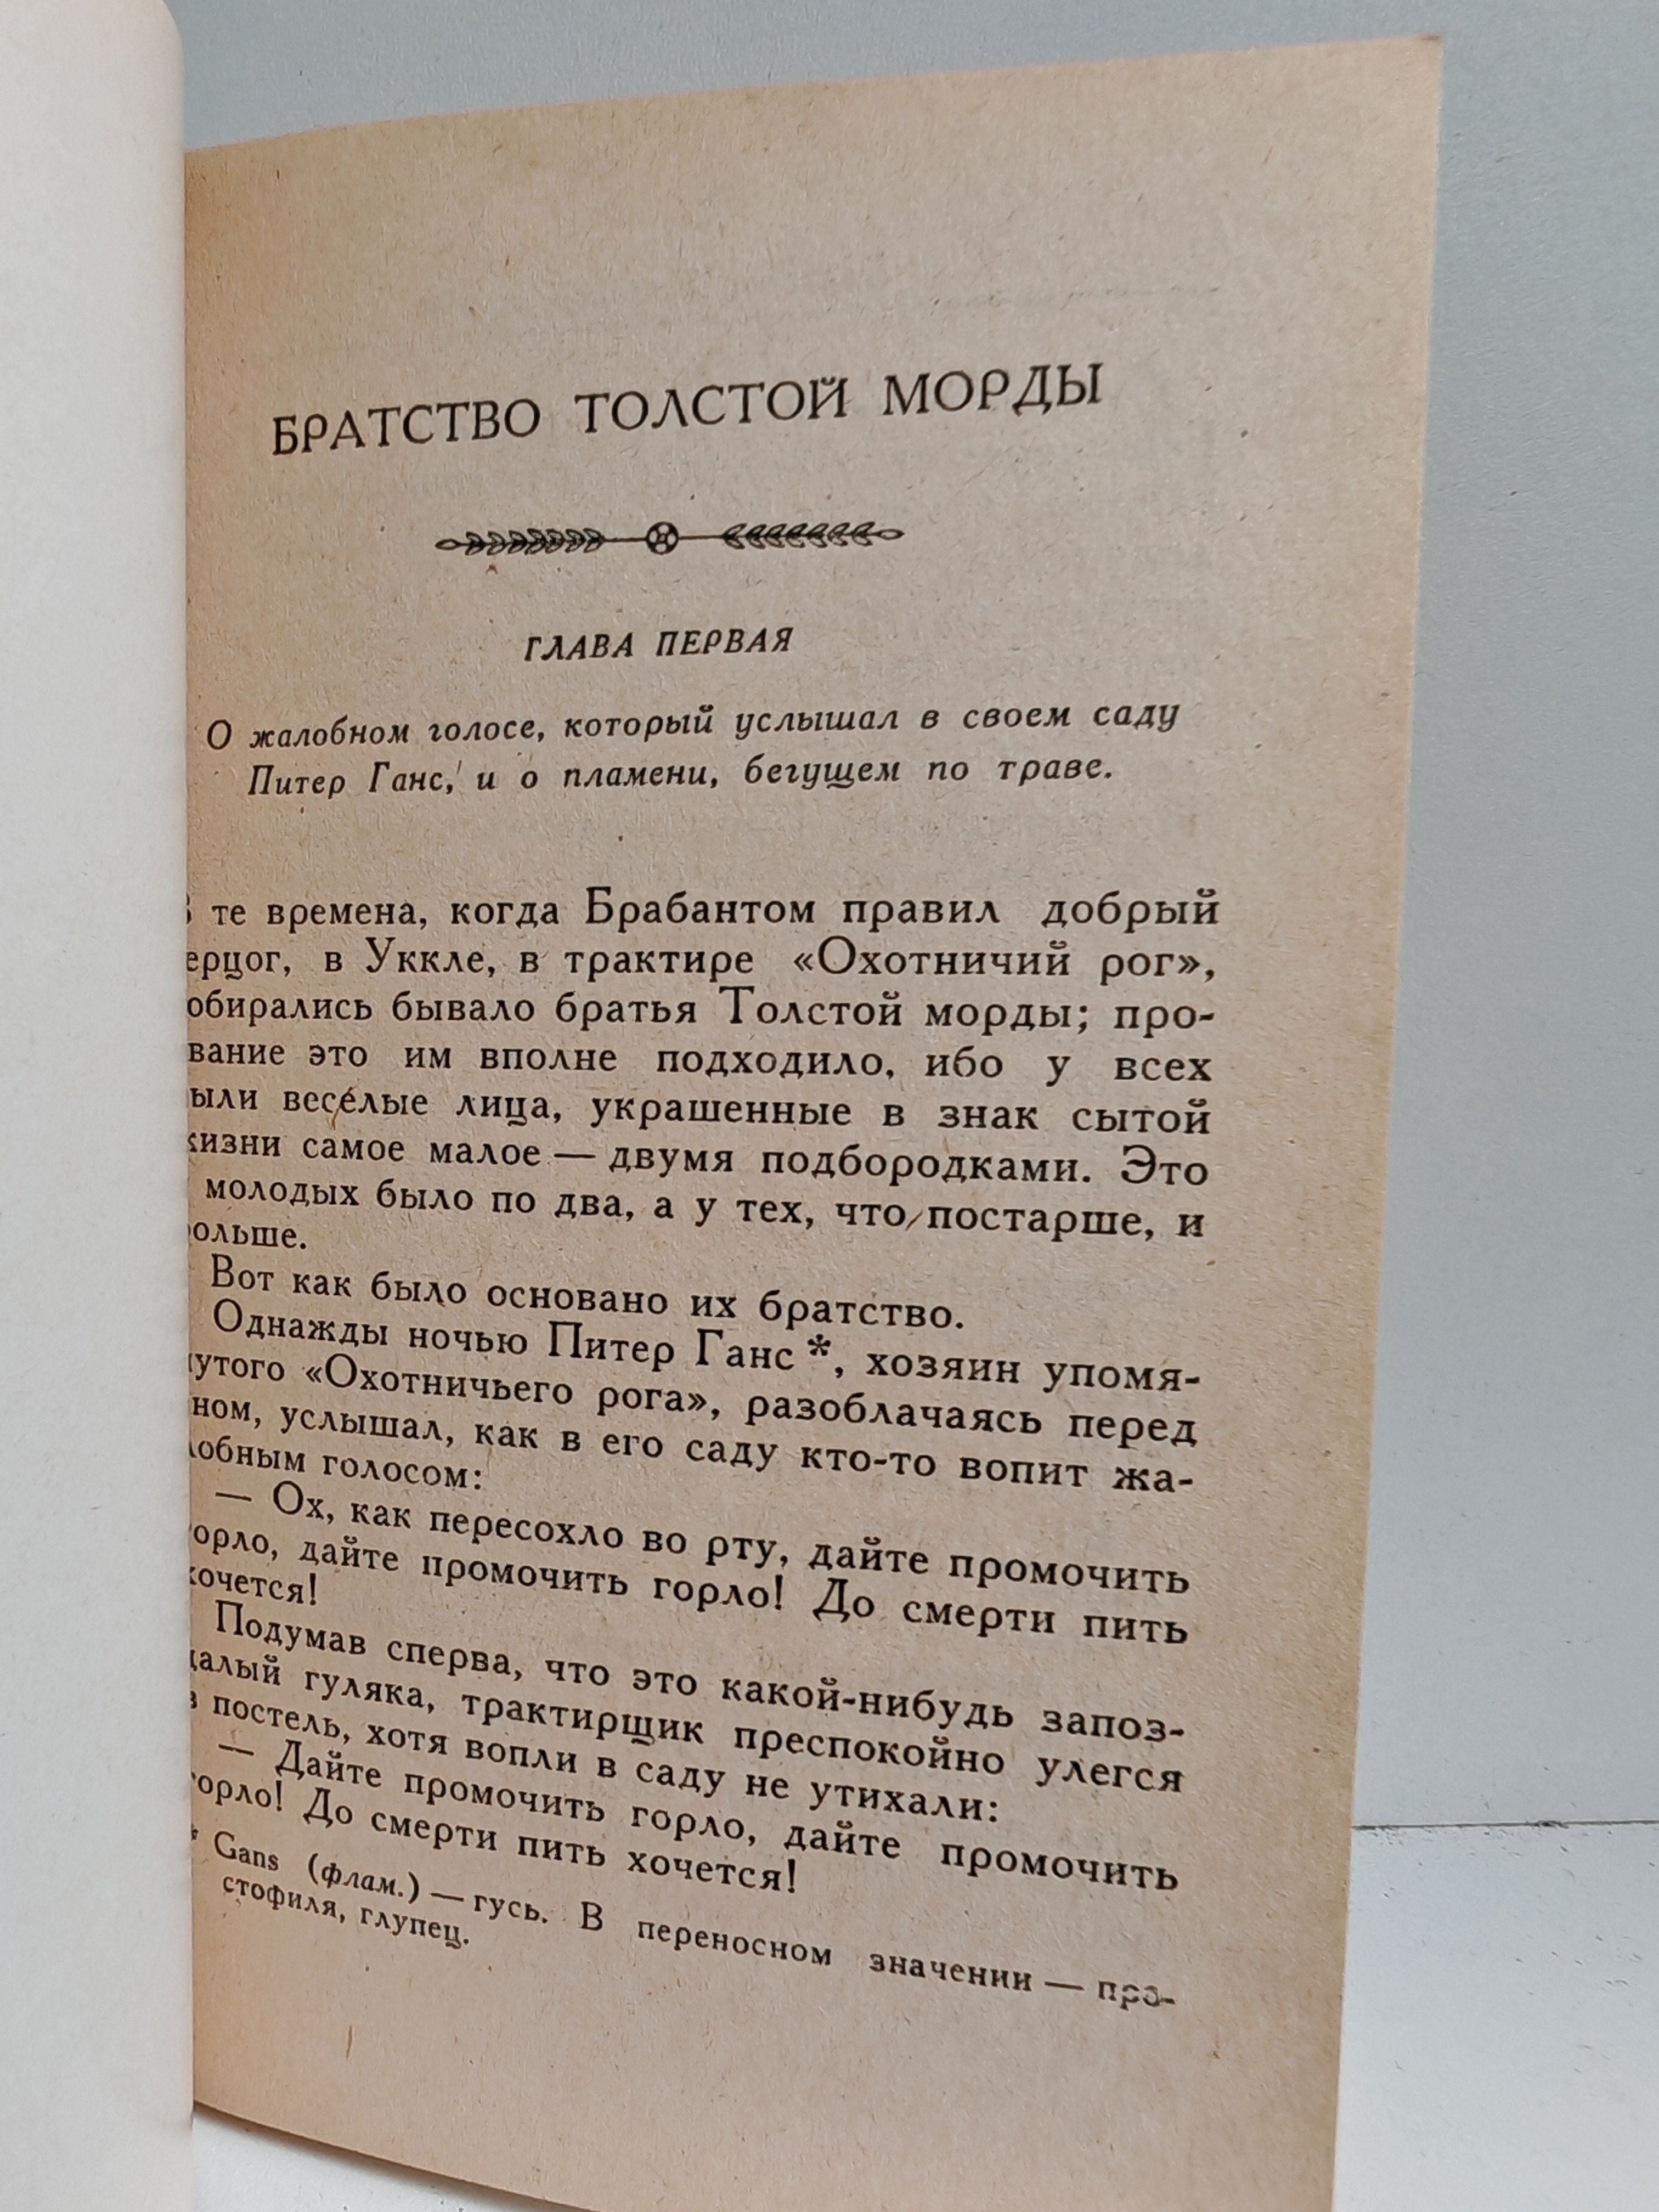 БРАТСТВО ТОЛСТОЙ МОРДЫ
ГЛАВА ПЕРВАЯ
О жалобном голосе, который услышал в своем саду
Питер Ганс, и о пламени, бегущем по траве.
В те времена, когда Брабантом правил добрый
ерцог, в Уккле, в трактире «Охотничий рог»,
обирались бывало братья Толстой морды; про-
вание это им вполне подходило, ибо у всех
ыли весёлые лица, украшенные в знак сытой
жизни самое малое — двумя подбородками. Это
молодых было по два, а у тех, что постарше, и
ольше.
Вот как было основано их братство.
Однажды ночью Питер Ганс *, хозяин упомя-
нутого «Охотничьего рога», разоблачаясь перед
ном, услышал, как в его саду кто-то вопит жа-
лобным голосом:
— Ох, как пересохло во рту, дайте промочить
горло, дайте промочить горло! До смерти пить
хочется!
Подумав сперва, что это какой-нибудь запоз-
далый гуляка, трактирщик преспокойно улегся
в постель, хотя вопли в саду не утихали:
— Дайте промочить горло, дайте промочить
горло! До смерти пить хочется!
* Gans (флам.) — гусь. В переносном значении — про-
стофиля, глупец.